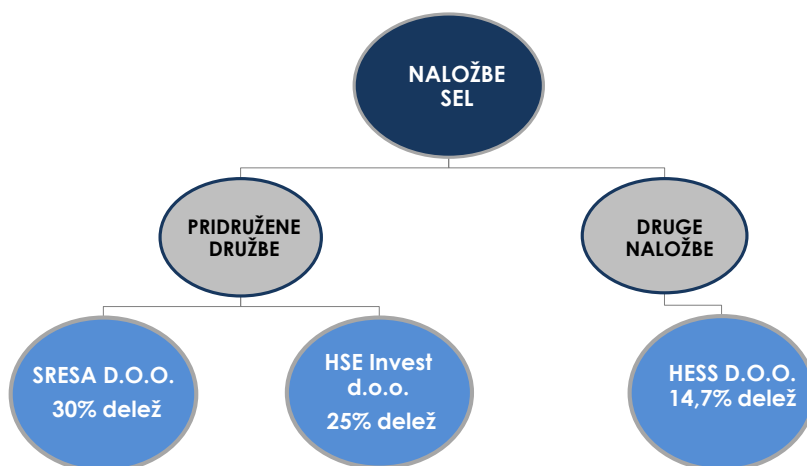 NALOŽBE
SEL
PRIDRUŽENE
DRUŽBE
DRUGE
NALOŽBE
SRESA D.O.O.
30% delež
HSE Invest
d.o.o.
25% delež
HESS D.O.O.
14,7% delež